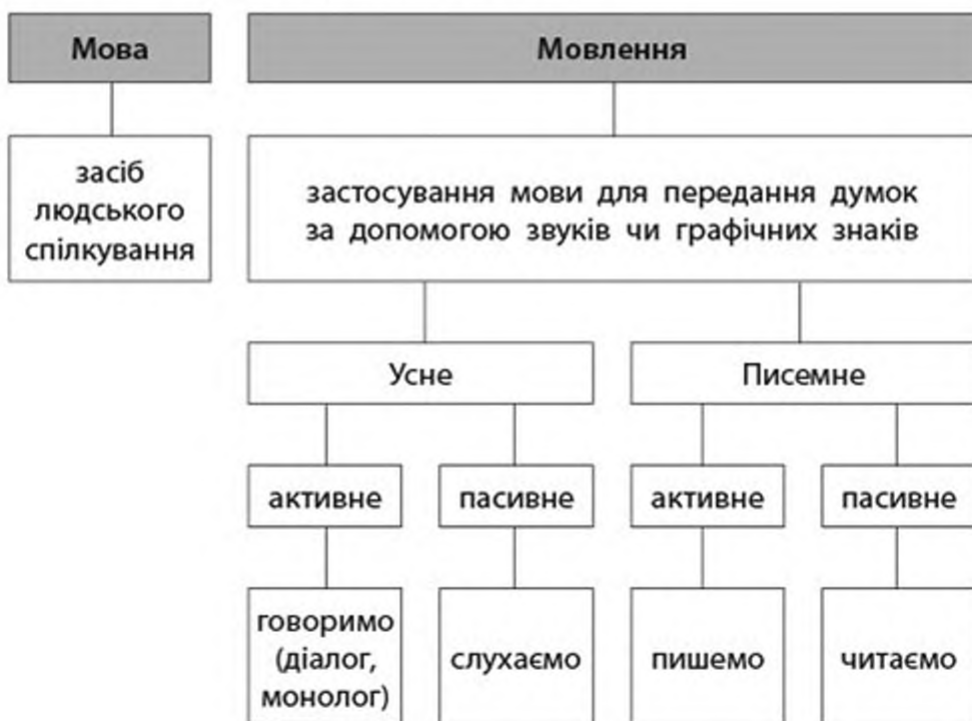 Мова
Мовлення
засіб
людського
спілкування
застосування мови для передання думок
за допомогою звуків чи графічних знаків
Усне
Писемне
активне
пасивне
активне
пасивне
говоримо
(діалог,
монолог)
слухаємо
пишемо
читаємо